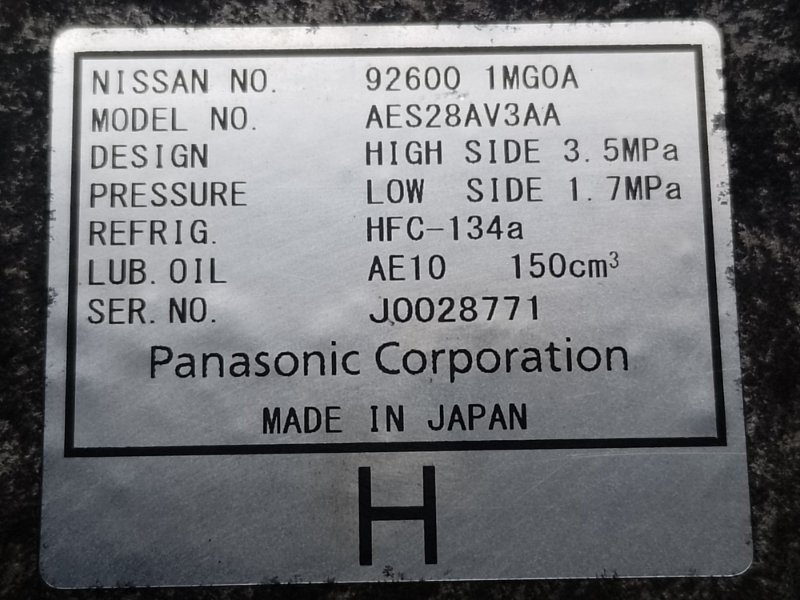 NISSAN NO. 92600 1MG0A
MODEL NO. AES28AV3AA
DESIGN HIGH SIDE 3.5MPa
PRESSURE LOW SIDE 1.7MPa
REFRIG. HFC-134a
LUB.OIL AE10 150cm³
SER.NO. J0028771
Panasonic Corporation
MADE IN JAPAN
H